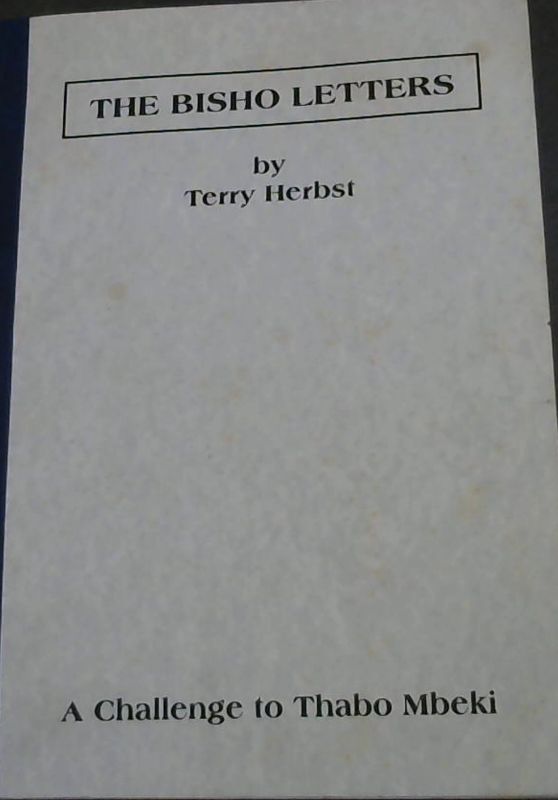 THE BISHO LETTERS
by
Terry Herbst
A Challenge to Thabo Mbeki